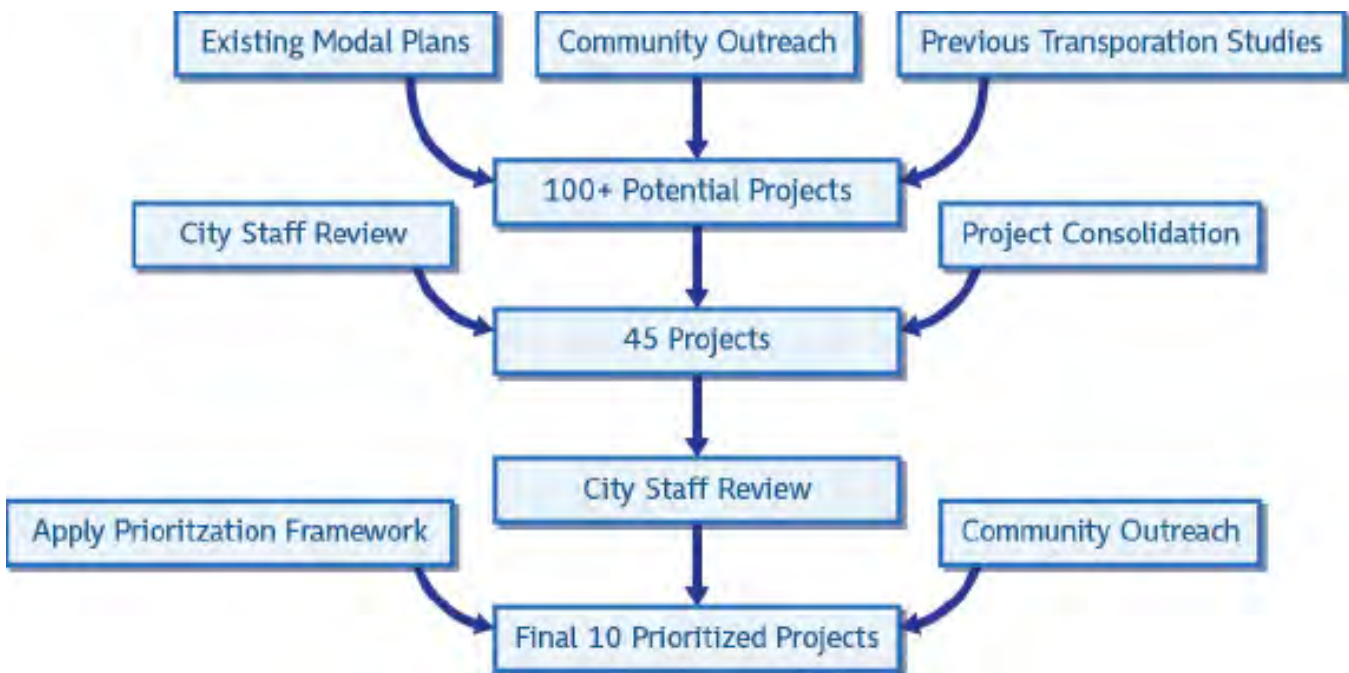 Existing Modal Plans
Community Outreach
Previous Transporation Studies
100+ Potential Projects
City Staff Review
Project Consolidation
45 Projects
City Staff Review
Apply Prioritzation Framework
Community Outreach
Final 10 Prioritized Projects